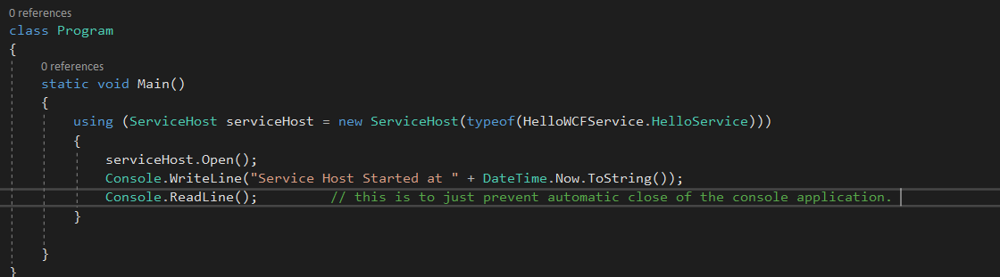 0 references
class Program
{
0 references
static void Main()
{
using (ServiceHost serviceHost = new ServiceHost(typeof(HelloWCFService.HelloService)))
{
serviceHost.Open();
Console.WriteLine("Service Host Started at " + DateTime.Now.ToString());
Console.ReadLine();         // this is to just prevent automatic close of the console application.
}
}
}